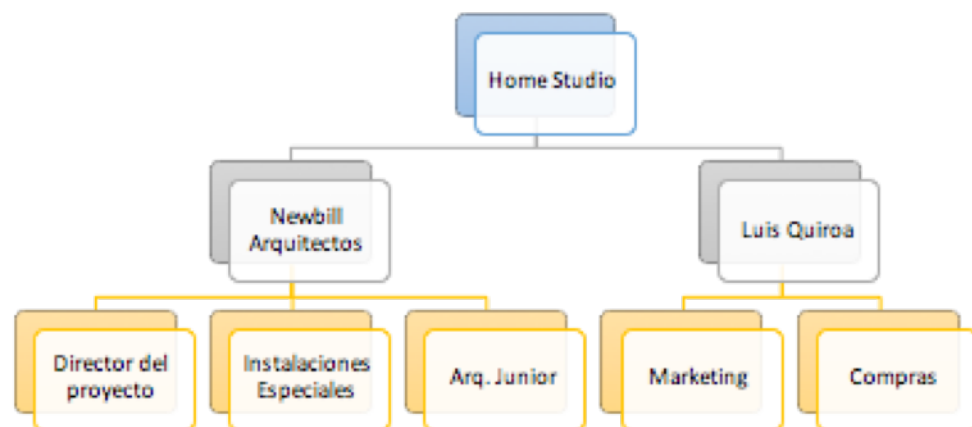 Home Studio
Newbill
Arquitectos
Luis Quiroa
Director del
proyecto
Instalaciones
Especiales
Arq. Junior
Marketing
Compras